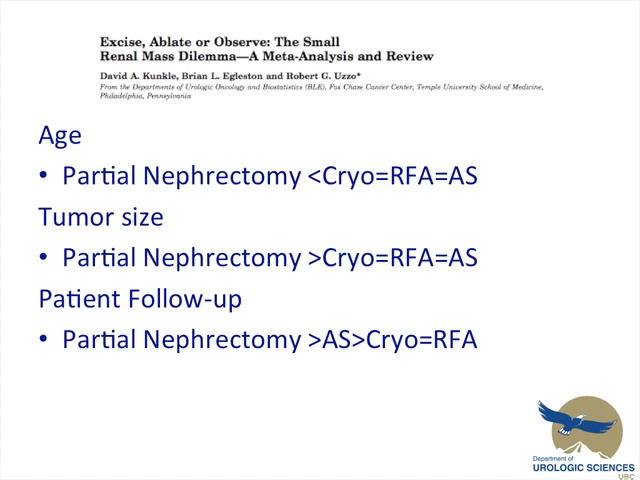 Excise, Ablate or Observe: The Small
Renal Mass Dilemma—A Meta-Analysis and Review
David A. Kunkle, Brian L. Egleston and Robert G. Uzzo*
From the Departments of Urologic Oncology and Biostatistics (BLE), Fox Chase Cancer Center, Temple University School of Medicine,
Philadelphia, Pennsylvania
Age
• Partial Nephrectomy <Cryo=RFA=AS
Tumor size
• Partial Nephrectomy >Cryo=RFA=AS
Patient Follow-up
• Partial Nephrectomy >AS>Cryo=RFA
Department of
UROLOGIC SCIENCES
UBC